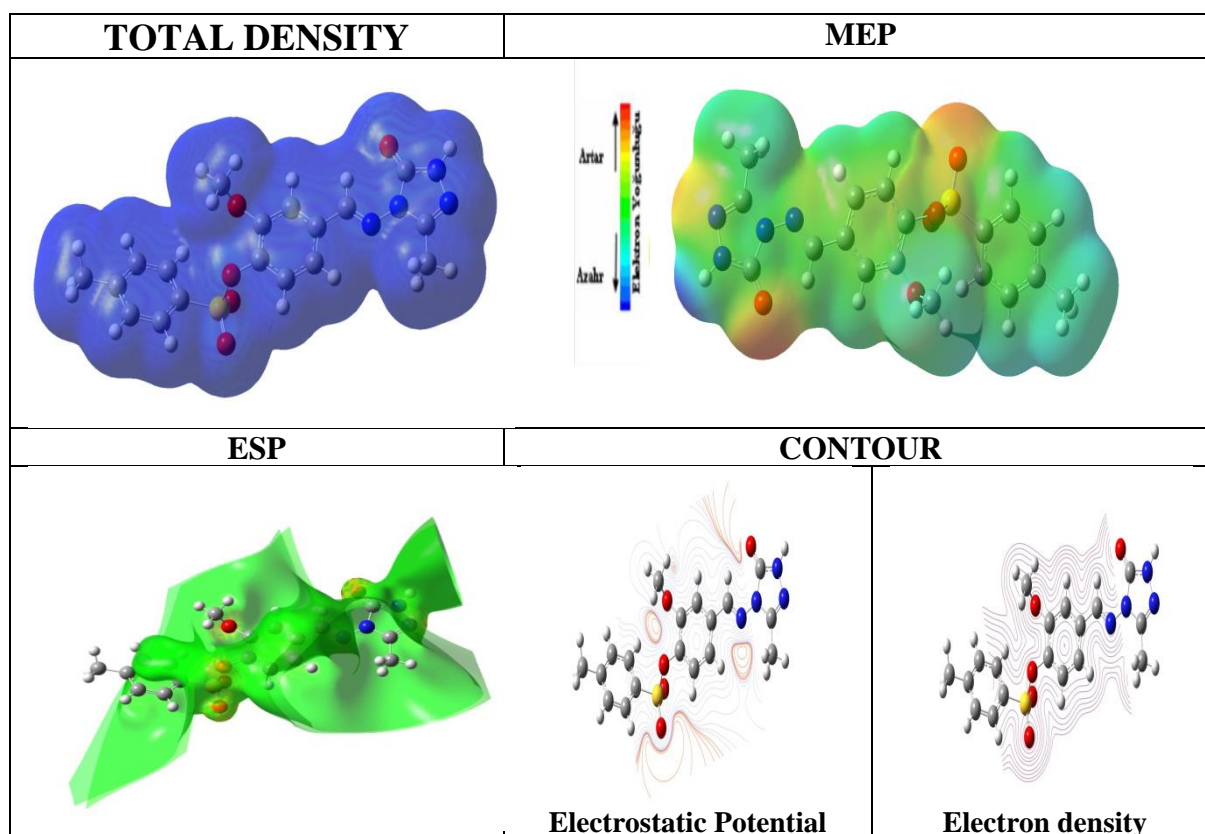 TOTAL DENSITY
MEP
Artar
Azalır
Elektron Yoğunluğu
ESP
CONTOUR
Electrostatic Potential
Electron density